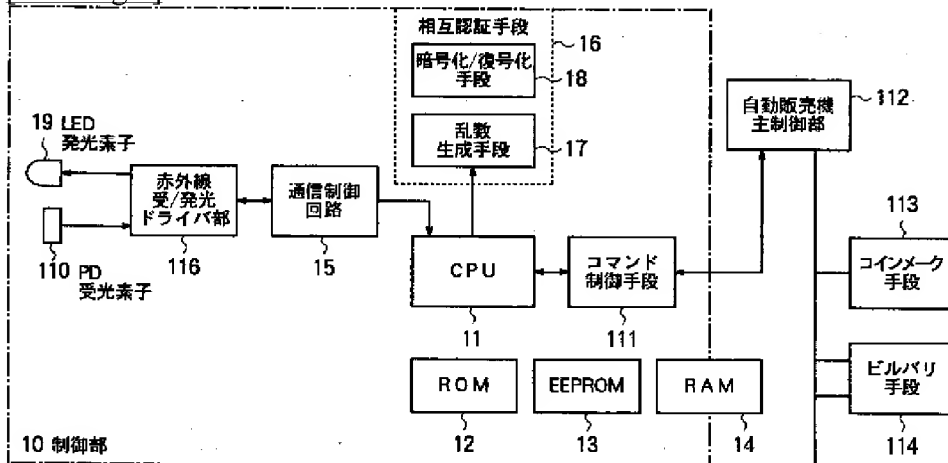 相互認証手段
16
暗号化/復号化
手段
18
乱数
生成手段
17
19 LED
発光素子
赤外線
受/発光
ドライバ部
116
通信制御
回路
15
110 PD
受光素子
CPU
11
コマンド
制御手段
111
自動販売機
主制御部
112
113
コインメーク
手段
ビルバリ
手段
114
ROM
12
EEPROM
13
RAM
14
10 制御部